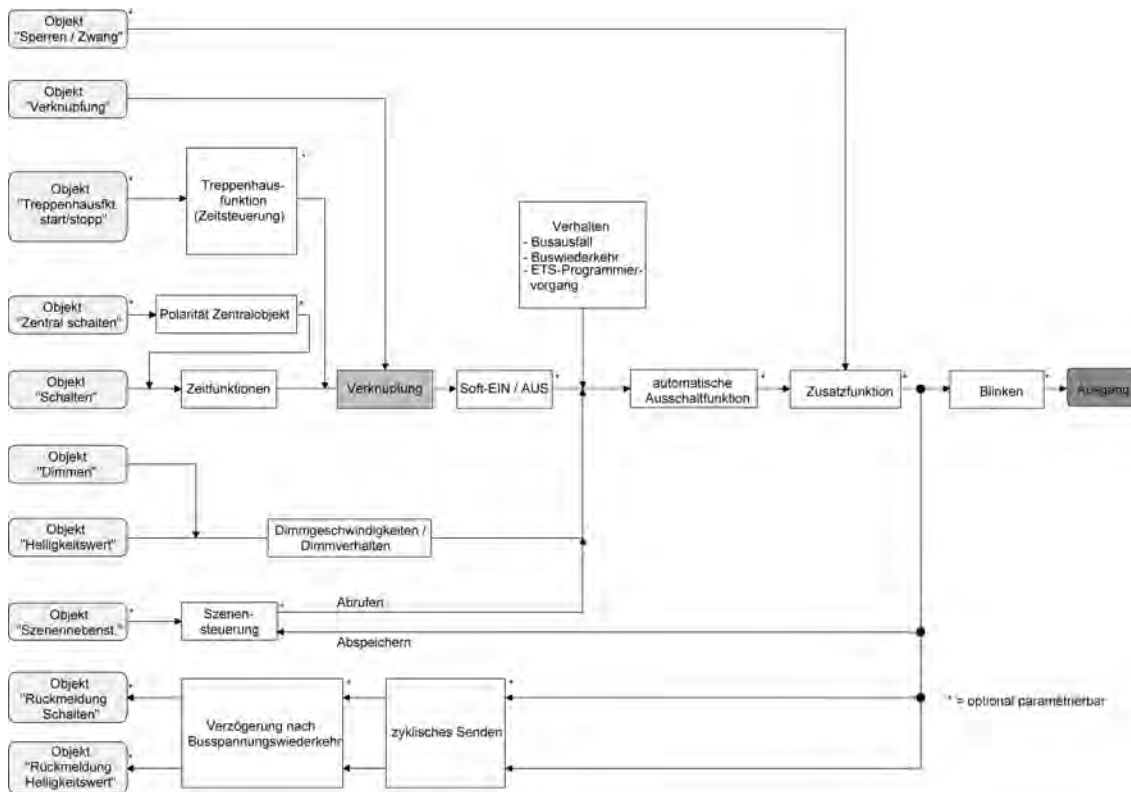 Objekt
"Sperren / Zwang"
*
Objekt
"Verknüpfung"
Objekt
"Treppenhausfkt.
start/stopp"
*
Treppenhaus-
funktion
(Zeitsteuerung)
*
Verhalten
- Busausfall
- Buswiederkehr
- ETS-Programmier-
vorgang
Objekt
"Zentral schalten"
*
Polarität Zentralobjekt
*
Objekt
"Schalten"
Zeitfunktionen
Verknüpfung
Soft-EIN / AUS
*
automatische
Ausschaltfunktion
*
Zusatzfunktion
*
Blinken
*
Ausgang
Objekt
"Dimmen"
Objekt
"Helligkeitswert"
Dimmgeschwindigkeiten /
Dimmverhalten
Objekt
"Szenennebenst."
*
Szenen-
steuerung
*
Abrufen
Abspeichern
Objekt
"Rückmeldung
Schalten"
*
Verzögerung nach
Busspannungswiederkehr
*
zyklisches Senden
*
* = optional parametrierbar
Objekt
"Rückmeldung
Helligkeitswert"
*